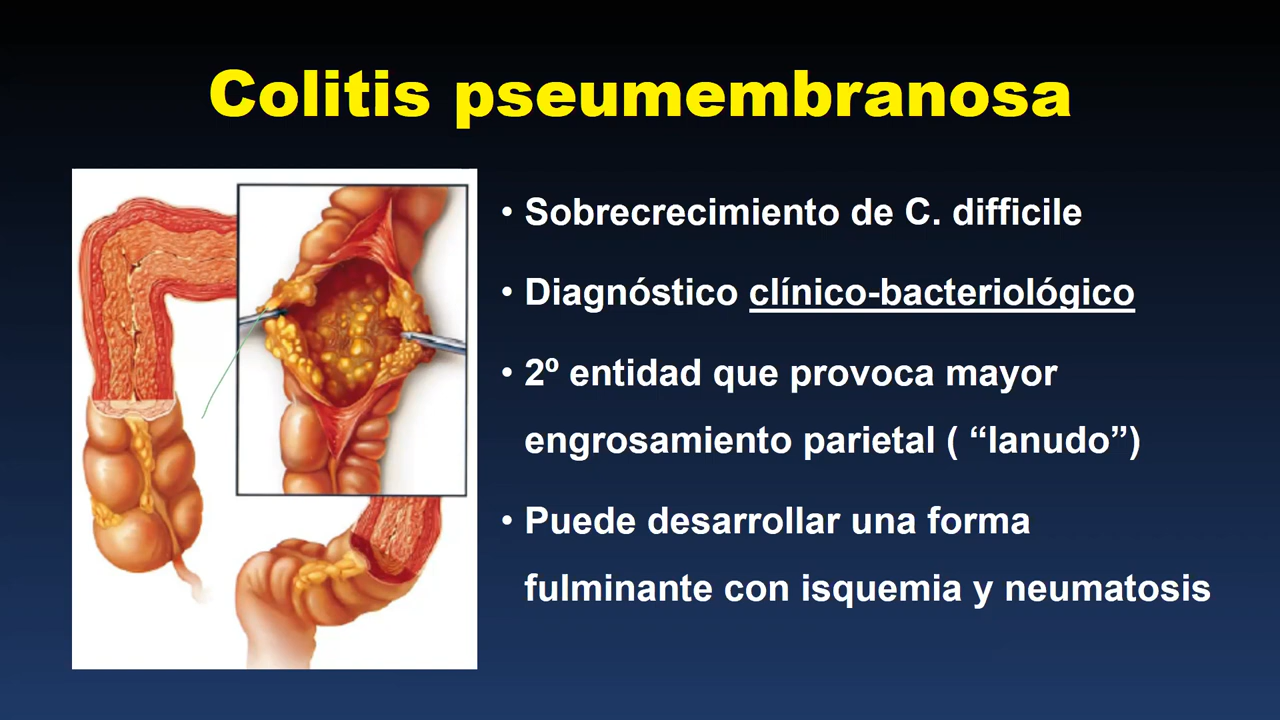 Colitis pseumembranosa
• Sobrecrecimiento de C. difficile
• Diagnóstico clínico-bacteriológico
• 2º entidad que provoca mayor
engrosamiento parietal ( “lanudo”)
• Puede desarrollar una forma
fulminante con isquemia y neumatosis